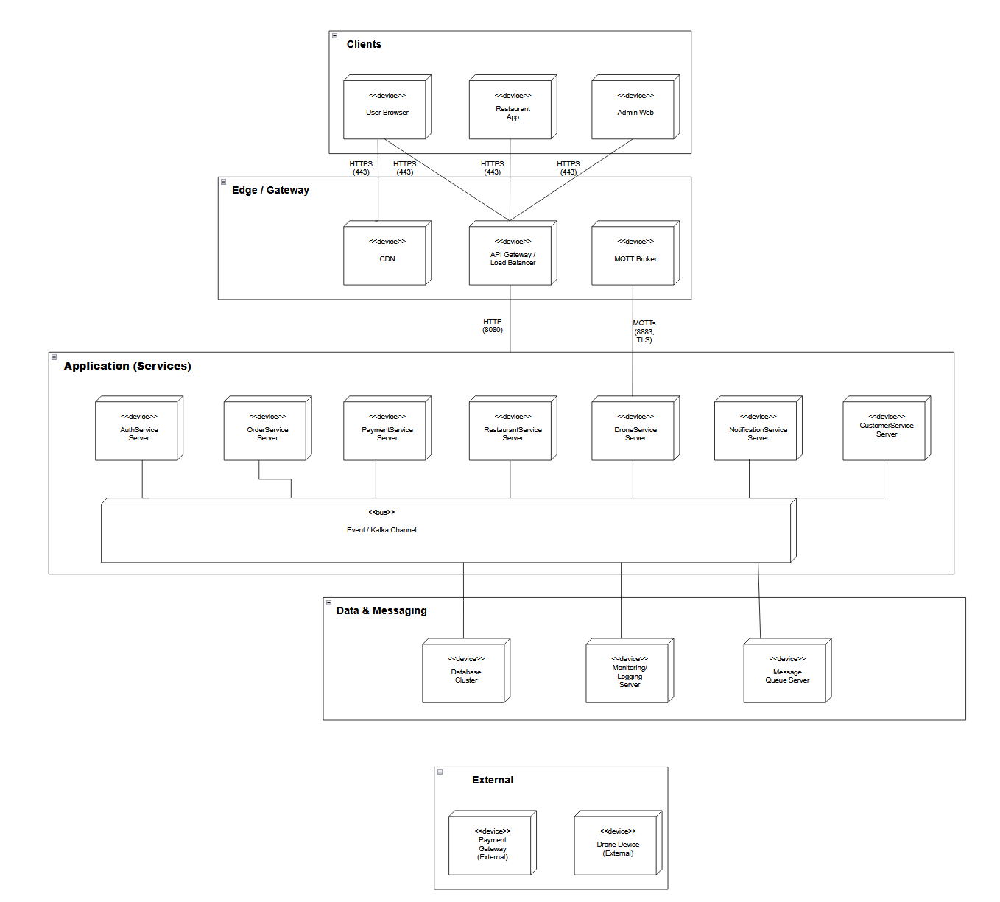 Clients
<<device>>
User Browser
<<device>>
Restaurant
App
<<device>>
Admin Web
HTTPS
(443)
HTTPS
(443)
HTTPS
(443)
HTTPS
(443)
Edge / Gateway
<<device>>
CDN
<<device>>
API Gateway /
Load Balancer
<<device>>
MQTT Broker
HTTP
(8080)
MQTTs
(8883,
TLS)
Application (Services)
<<device>>
AuthService
Server
<<device>>
OrderService
Server
<<device>>
PaymentService
Server
<<device>>
RestaurantService
Server
<<device>>
DroneService
Server
<<device>>
NotificationService
Server
<<device>>
CustomerService
Server
<<bus>>
Event / Kafka Channel
Data & Messaging
<<device>>
Database
Cluster
<<device>>
Monitoring/
Logging
Server
<<device>>
Message
Queue Server
External
<<device>>
Payment
Gateway
(External)
<<device>>
Drone Device
(External)